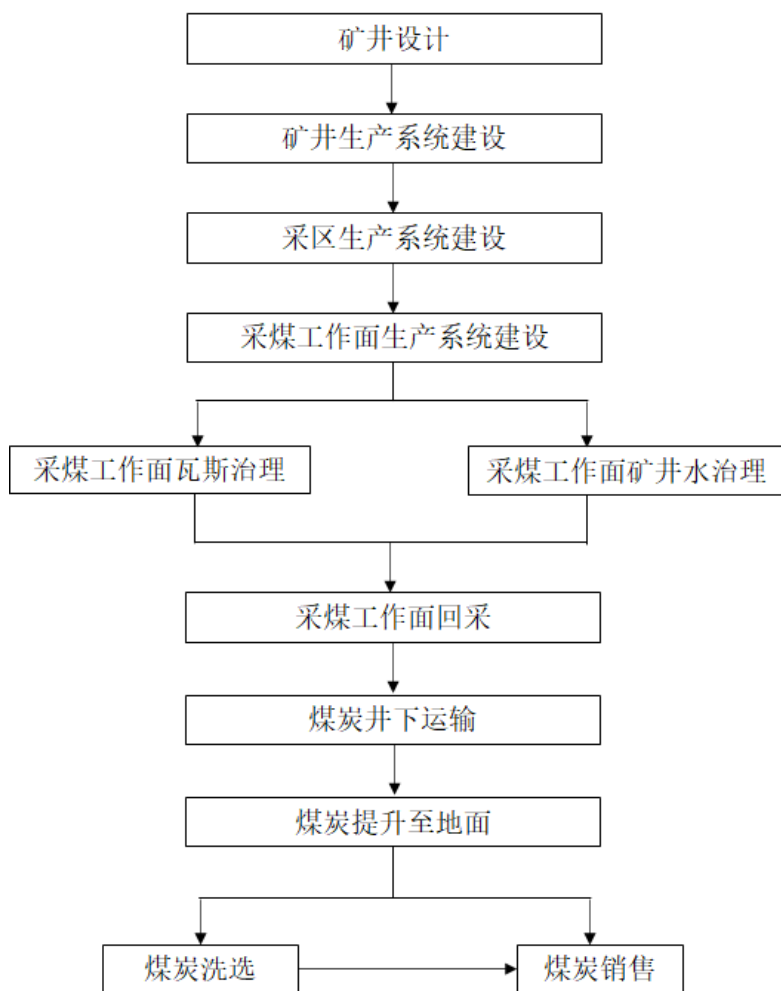 矿井设计
矿井生产系统建设
采区生产系统建设
采煤工作面生产系统建设
采煤工作面瓦斯治理
采煤工作面矿井水治理
采煤工作面回采
煤炭井下运输
煤炭提升至地面
煤炭洗选
煤炭销售